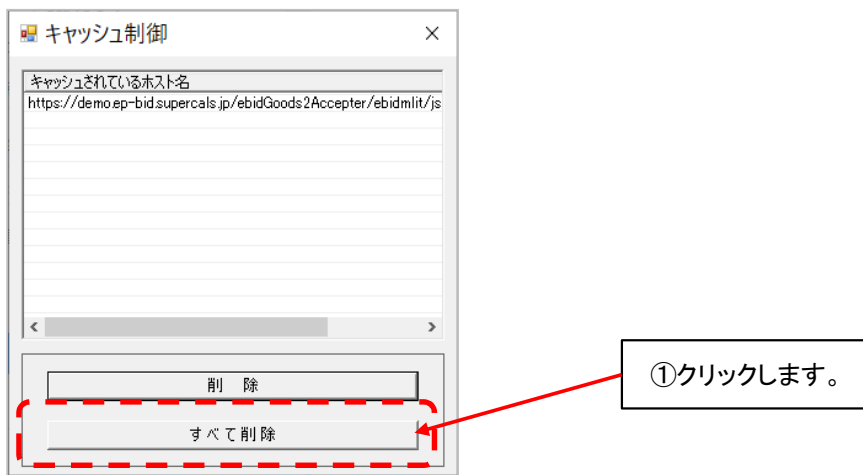 キャッシュ制御
キャッシュされているホスト名
https://demo.ep-bid.supercals.jp/ebidGoods2Accepter/ebidmlit/js
削 除
すべて削除
①クリックします。